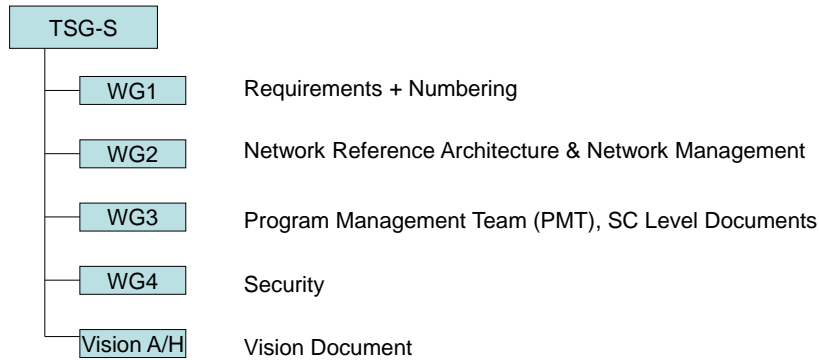 TSG-S
WG1 Requirements + Numbering
WG2 Network Reference Architecture & Network Management
WG3 Program Management Team (PMT), SC Level Documents
WG4 Security
Vision A/H Vision Document